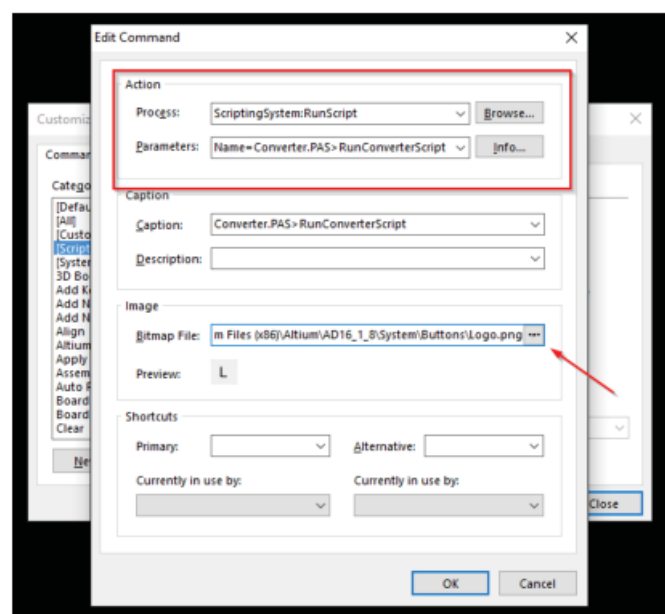 Edit Command
Action
Process: ScriptingSystem:RunScript Browse...
Parameters: Name=Converter.PAS>RunConverterScript Info...
Caption
Caption: Converter.PAS>RunConverterScript
Description:
Image
Bitmap File: m Files (x86)\Altium\AD16_1_8\System\Buttons\Logo.png ...
Preview: L
Shortcuts
Primary: Alternative:
Currently in use by: Currently in use by:
OK Cancel
Customiz
Comman
Catego
[Defau
[All]
[Custo
[Script
[System
3D Bo
Add K
Add N
Add N
Align
Altium
Apply
Assem
Auto
Board
Board
Clear
Ne
Close